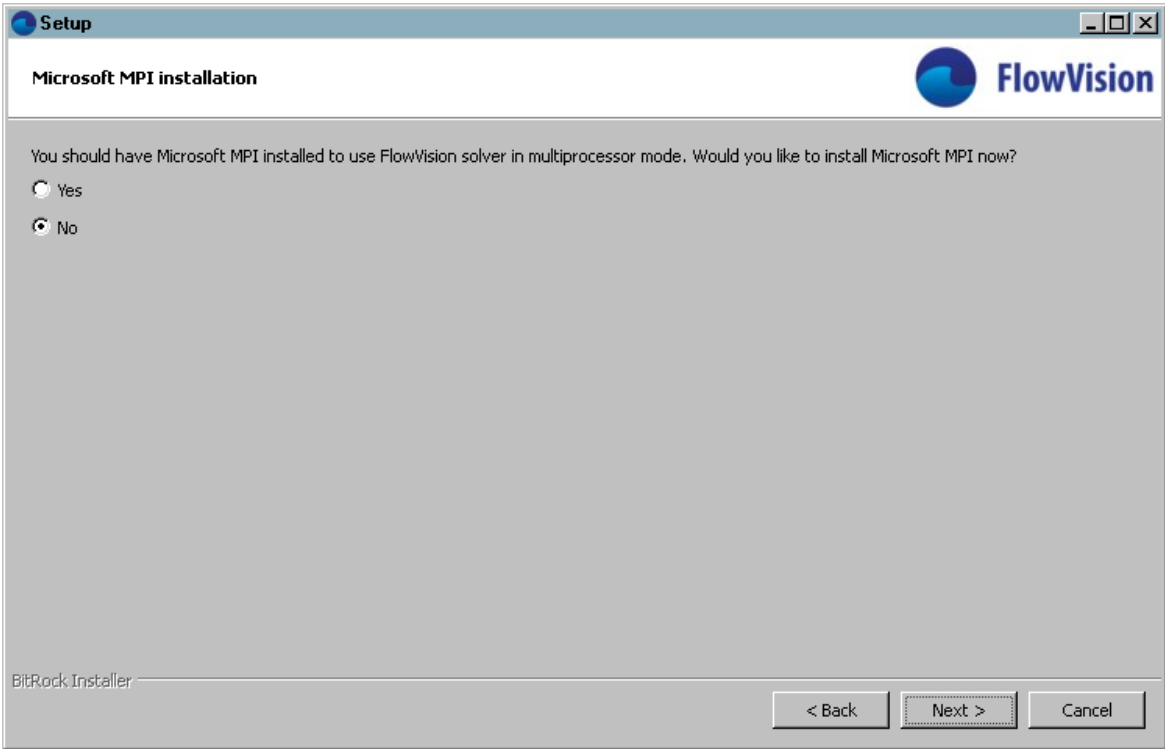 Setup
Microsoft MPI installation
FlowVision
You should have Microsoft MPI installed to use FlowVision solver in multiprocessor mode. Would you like to install Microsoft MPI now?
Yes
No
BitRock Installer
< Back Next > Cancel